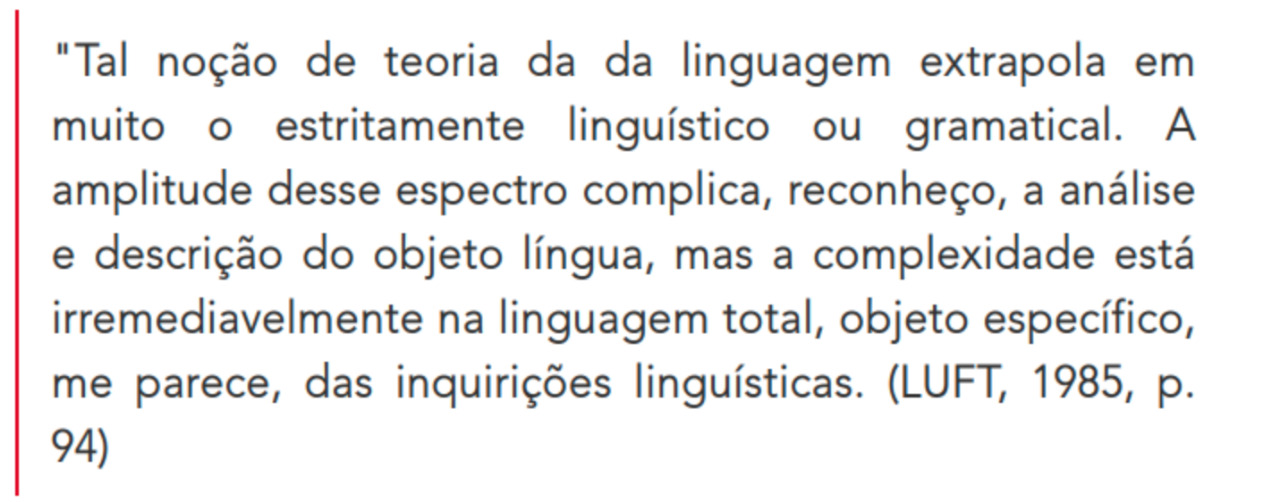 "Tal noção de teoria da da linguagem extrapola em
muito o estritamente linguístico ou gramatical. A
amplitude desse espectro complica, reconheço, a análise
e descrição do objeto língua, mas a complexidade está
irremediavelmente na linguagem total, objeto específico,
me parece, das inquirições linguísticas. (LUFT, 1985, p.
94)